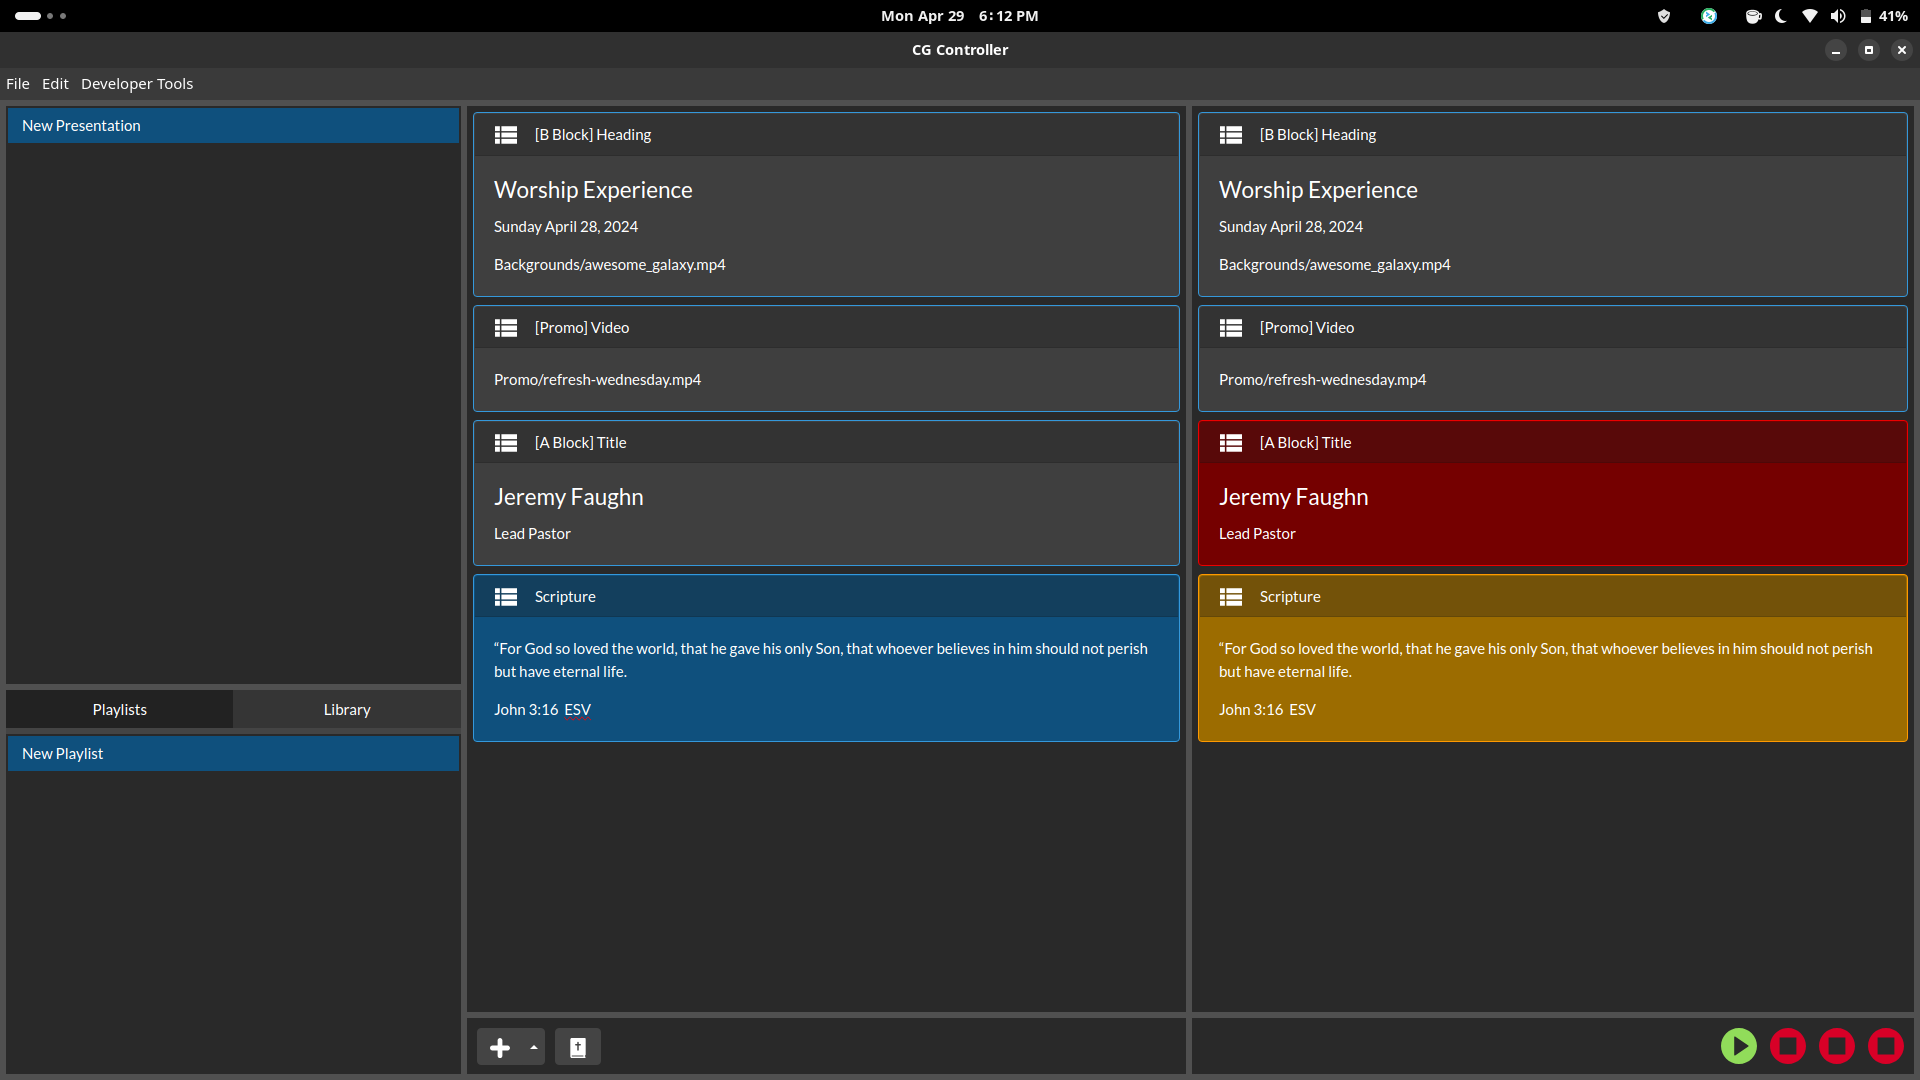 Mon Apr 29 6:12 PM
41%
CG Controller
File Edit Developer Tools
New Presentation
Playlists Library
New Playlist
[B Block] Heading
Worship Experience
Sunday April 28, 2024
Backgrounds/awesome_galaxy.mp4
[Promo] Video
Promo/refresh-wednesday.mp4
[A Block] Title
Jeremy Faughn
Lead Pastor
Scripture
“For God so loved the world, that he gave his only Son, that whoever believes in him should not perish
but have eternal life.
John 3:16 ESV
[B Block] Heading
Worship Experience
Sunday April 28, 2024
Backgrounds/awesome_galaxy.mp4
[Promo] Video
Promo/refresh-wednesday.mp4
[A Block] Title
Jeremy Faughn
Lead Pastor
Scripture
“For God so loved the world, that he gave his only Son, that whoever believes in him should not perish
but have eternal life.
John 3:16 ESV